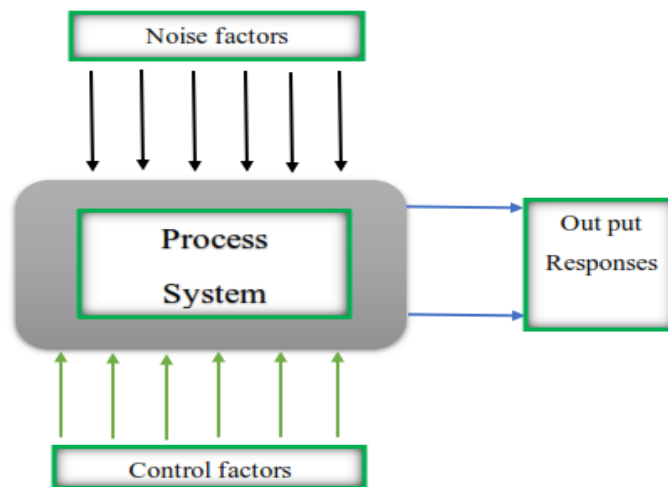 Noise factors
Process
System
Out put
Responses
Control factors